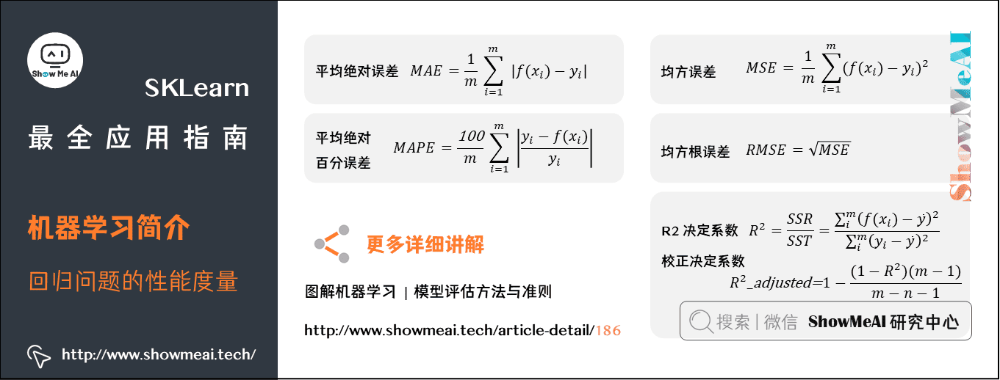 Show Me AI
SKLearn
最全应用指南
机器学习简介
回归问题的性能度量
http://www.showmeai.tech/
平均绝对误差 MAE = \frac{1}{m} \sum_{i=1}^{m} |f(x_i) − y_i|
平均绝对
百分误差 MAPE = \frac{100}{m} \sum_{i=1}^{m} \left| \frac{y_i − f(x_i)}{y_i} \right|
更多详细讲解
图解机器学习 | 模型评估方法与准则
http://www.showmeai.tech/article-detail/186
均方误差 MSE = \frac{1}{m} \sum_{i=1}^{m} (f(x_i) − y_i)^2
均方根误差 RMSE = \sqrt{MSE}
R2 决定系数 R^2 = \frac{SSR}{SST} = \frac{\sum_{i}^{m} (f(x_i) − \dot{y})^2}{\sum_{i}^{m} (y_i − \dot{y})^2}
校正决定系数
R^2_adjusted=1 − \frac{(1 − R^2)(m − 1)}{m − n − 1}
搜索 | 微信 ShowMeAI 研究中心
ShowMeAI